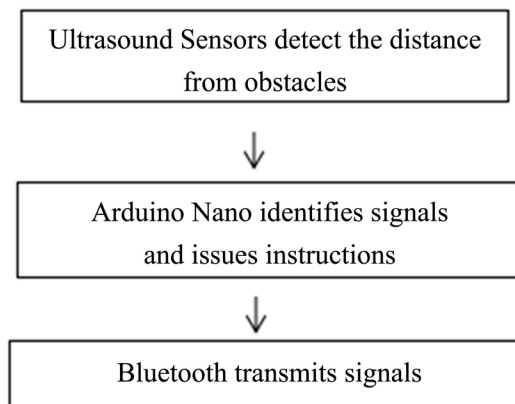 Ultrasound Sensors detect the distance
from obstacles
Arduino Nano identifies signals
and issues instructions
Bluetooth transmits signals